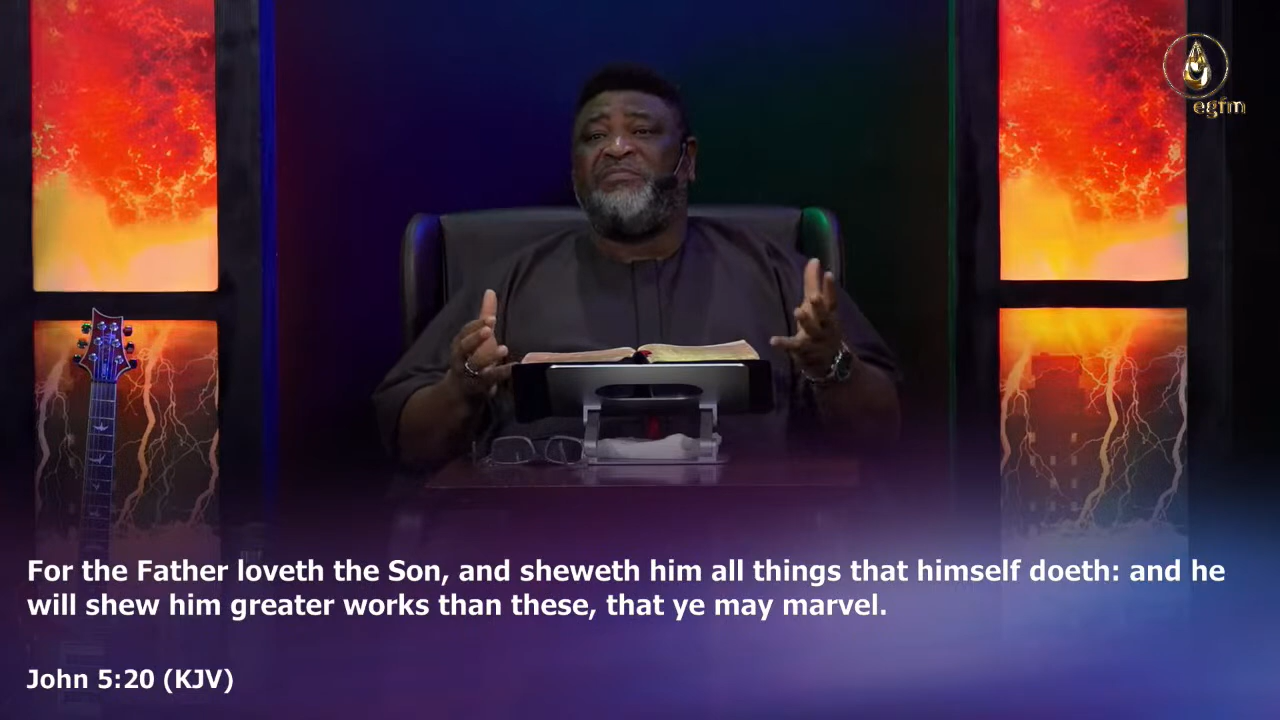 egfm
For the Father loveth the Son, and sheweth him all things that himself doeth: and he
will shew him greater works than these, that ye may marvel.
John 5:20 (KJV)